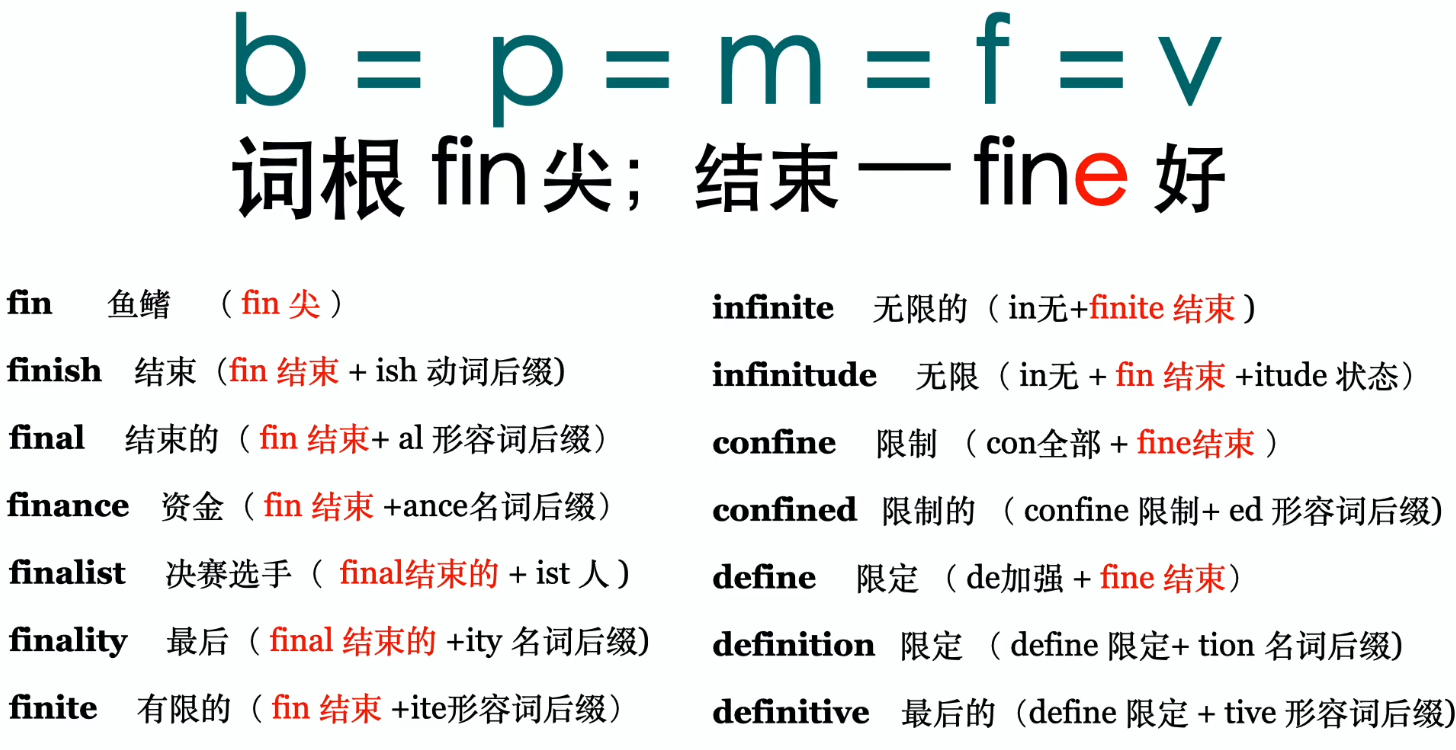 b = p = m = f = v
词根 fin 尖；结束 — fine 好
fin 鱼鳍 （ fin 尖 ）
finish 结束（fin 结束 + ish 动词后缀)
final 结束的（ fin 结束+ al 形容词后缀）
finance 资金（ fin 结束 +ance名词后缀）
finalist 决赛选手（ final结束的 + ist 人 )
finality 最后（ final 结束的 +ity 名词后缀)
finite 有限的（ fin 结束 +ite形容词后缀）
infinite 无限的（ in无+finite 结束 )
infinitude 无限（ in无 + fin 结束 +itude 状态）
confine 限制 （ con全部 + fine结束 ）
confined 限制的 （ confine 限制+ ed 形容词后缀)
define 限定 （ de加强 + fine 结束）
definition 限定 （ define 限定+ tion 名词后缀)
definitive 最后的（define 限定 + tive 形容词后缀)